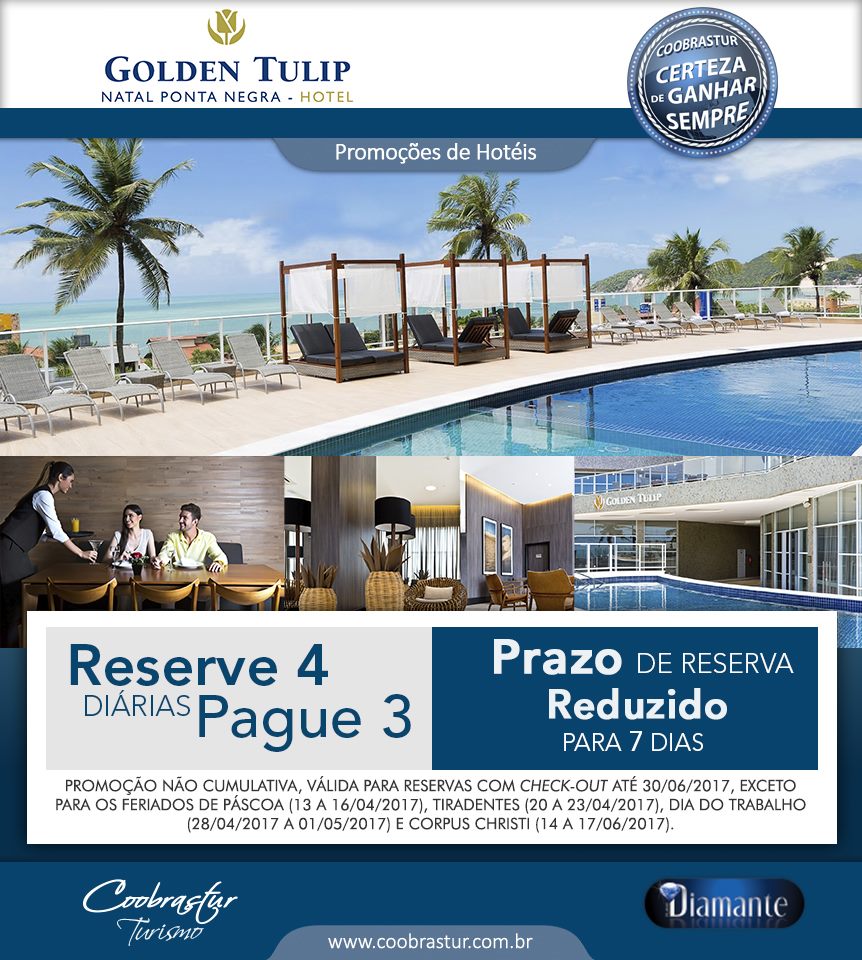 GOLDEN TULIP
NATAL PONTA NEGRA - HOTEL
COOBRASTUR
CERTEZA
DE GANHAR
SEMPRE
Promoções de Hotéis
GOLDEN TULIP
Reserve 4
DIÁRIAS Pague 3
Prazo DE RESERVA
Reduzido
PARA 7 DIAS
PROMOÇÃO NÃO CUMULATIVA, VÁLIDA PARA RESERVAS COM CHECK-OUT ATÉ 30/06/2017, EXCETO
PARA OS FERIADOS DE PÁSCOA (13 A 16/04/2017), TIRADENTES (20 A 23/04/2017), DIA DO TRABALHO
(28/04/2017 A 01/05/2017) E CORPUS CHRISTI (14 A 17/06/2017).
Coobrastur
Turismo
Diamante
www.coobrastur.com.br